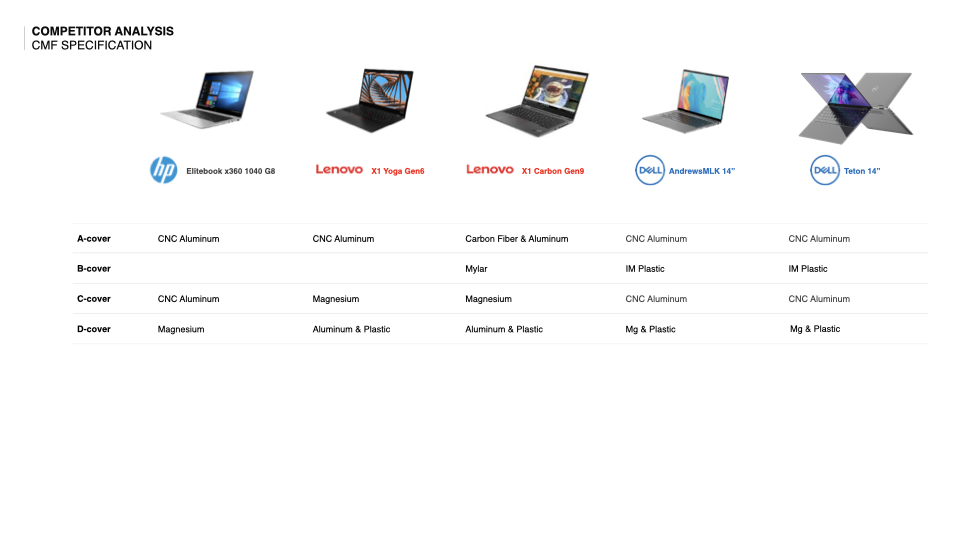 COMPETITOR ANALYSIS
CMF SPECIFICATION
hp Elitebook x360 1040 G8 Lenovo X1 Yoga Gen6 Lenovo X1 Carbon Gen9 DELL AndrewsMLK 14" DELL Teton 14"
A-cover CNC Aluminum CNC Aluminum Carbon Fiber & Aluminum CNC Aluminum CNC Aluminum
B-cover Mylar IM Plastic IM Plastic
C-cover CNC Aluminum Magnesium Magnesium CNC Aluminum CNC Aluminum
D-cover Magnesium Aluminum & Plastic Aluminum & Plastic Mg & Plastic Mg & Plastic